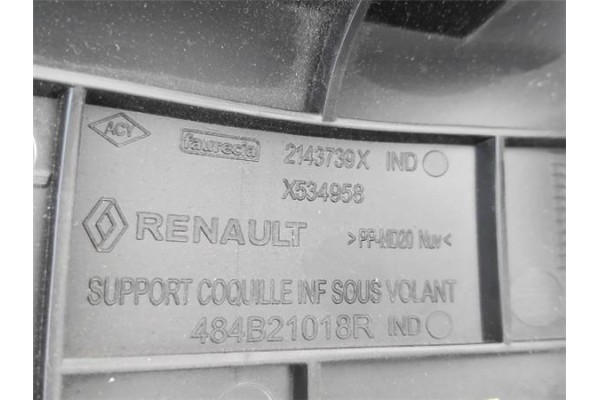 ACY faurecia 2143739X IND
X534958
RENAULT >PP-MD20 Nuv<
SUPPORT COQUILLE INF SOUS VOLANT
484B21018R IND